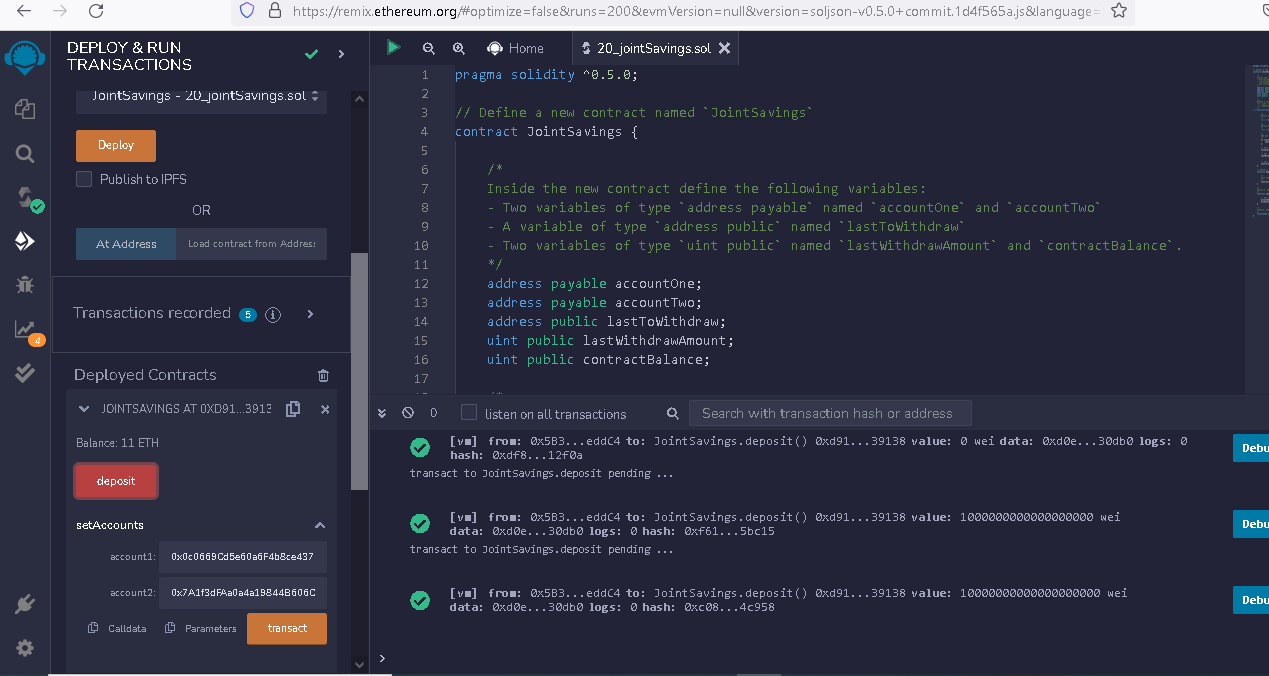 https://remix.ethereum.org/#optimize=false&runs=200&evmVersion=null&version=soljson-v0.5.0+commit.1d4f565a.js&language=
DEPLOY & RUN
TRANSACTIONS
JointSavings - 20_jointSavings.sol
Deploy
Publish to IPFS
OR
At Address
Load contract from Address
Transactions recorded 5 i
4
Deployed Contracts
JOINTSAVINGS AT 0XD91...3913
Balance: 11 ETH
deposit
setAccounts
account1: 0x0c0669Cd5e60a6F4b8ce437
account2: 0x7A1f3dFAa0a4a19844B606C
Calldata
Parameters
transact
Home
20_jointSavings.sol
1 pragma solidity ^0.5.0;
2
3 // Define a new contract named `JointSavings`
4 contract JointSavings {
5
6 /*
7 Inside the new contract define the following variables:
8 - Two variables of type `address payable` named `accountOne` and `accountTwo`
9 - A variable of type `address public` named `lastToWithdraw`
10 - Two variables of type `uint public` named `lastWithdrawAmount` and `contractBalance`.
11 */
12 address payable accountOne;
13 address payable accountTwo;
14 address public lastToWithdraw;
15 uint public lastWithdrawAmount;
16 uint public contractBalance;
17
0
listen on all transactions
Search with transaction hash or address
[vm] from: 0x5B3...eddC4 to: JointSavings.deposit() 0xd91...39138 value: 0 wei data: 0xd0e...30db0 logs: 0
hash: 0xdf8...12f0a
Debu
transact to JointSavings.deposit pending ...
[vm] from: 0x5B3...eddC4 to: JointSavings.deposit() 0xd91...39138 value: 1000000000000000000 wei
data: 0xd0e...30db0 logs: 0 hash: 0xf61...5bc15
Debu
transact to JointSavings.deposit pending ...
[vm] from: 0x5B3...eddC4 to: JointSavings.deposit() 0xd91...39138 value: 10000000000000000000 wei
data: 0xd0e...30db0 logs: 0 hash: 0xc08...4c958
Debu
>